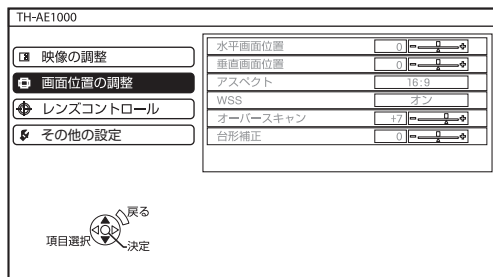 TH-AE1000
映像の調整
画面位置の調整
レンズコントロール
その他の設定
水平画面位置 0
垂直画面位置 0
アスペクト 16:9
WSS オン
オーバースキャン +7
台形補正 0
戻る
項目選択
決定